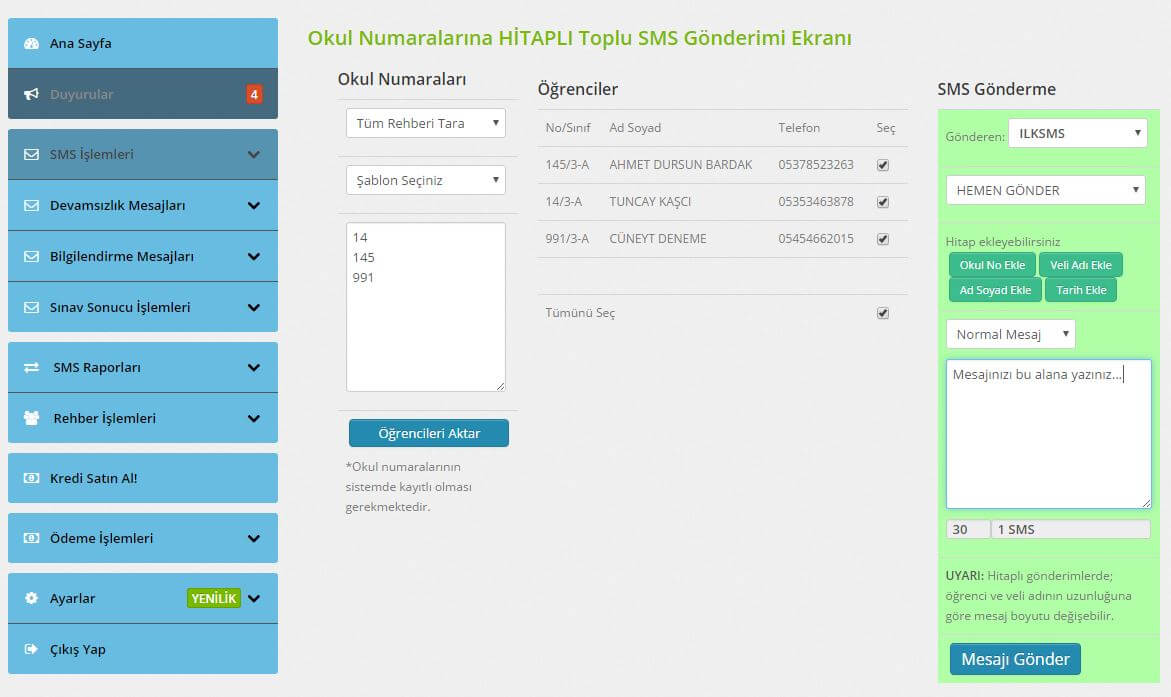 Ana Sayfa
Duyurular 4
SMS İşlemleri
Devamsızlık Mesajları
Bilgilendirme Mesajları
Sınav Sonucu İşlemleri
SMS Raporları
Rehber İşlemleri
Kredi Satın Al!
Ödeme İşlemleri
Ayarlar YENİLİK
Çıkış Yap
Okul Numaralarına HİTAPLI Toplu SMS Gönderimi Ekranı
Okul Numaraları
Tüm Rehberi Tara
Şablon Seçiniz
14
145
991
Öğrencileri Aktar
*Okul numaralarının
sistemde kayıtlı olması
gerekmektedir.
Öğrenciler
No/Sınıf Ad Soyad Telefon Seç
145/3-A AHMET DURSUN BARDAK 05378523263
14/3-A TUNCAY KAŞCI 05353463878
991/3-A CÜNEYT DENEME 05454662015
Tümünü Seç
SMS Gönderme
Gönderen: ILKSMS
HEMEN GÖNDER
Hitap ekleyebilirsiniz
Okul No Ekle Veli Adı Ekle
Ad Soyad Ekle Tarih Ekle
Normal Mesaj
Mesajınızı bu alana yazınız...
30 1 SMS
UYARI: Hitaplı gönderimlerde;
öğrenci ve veli adının uzunluğuna
göre mesaj boyutu değişebilir.
Mesajı Gönder